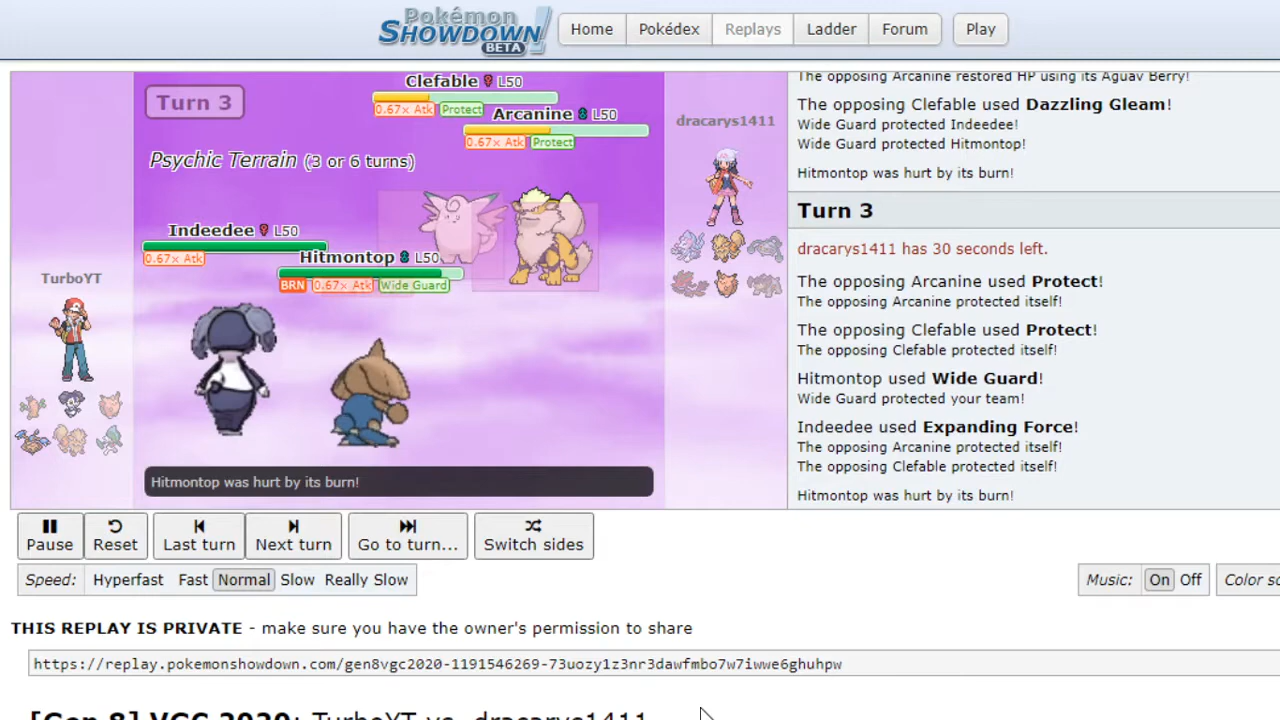 Pokémon
SHOWDOWN!
BETA
Home
Pokédex
Replays
Ladder
Forum
Play
Turn 3
Clefable L50
0.67× Atk Protect
Arcanine L50
0.67× Atk Protect
Psychic Terrain (3 or 6 turns)
Indeedee L50
0.67× Atk
Hitmontop L50
BRN 0.67× Atk Wide Guard
TurboYT
dracarys1411
Hitmontop was hurt by its burn!
The opposing Arcanine restored HP using its Aguav Berry!
The opposing Clefable used Dazzling Gleam!
Wide Guard protected Indeedee!
Wide Guard protected Hitmontop!
Hitmontop was hurt by its burn!
Turn 3
dracarys1411 has 30 seconds left.
The opposing Arcanine used Protect!
The opposing Arcanine protected itself!
The opposing Clefable used Protect!
The opposing Clefable protected itself!
Hitmontop used Wide Guard!
Wide Guard protected your team!
Indeedee used Expanding Force!
The opposing Arcanine protected itself!
The opposing Clefable protected itself!
Hitmontop was hurt by its burn!
Pause
Reset
Last turn
Next turn
Go to turn...
Switch sides
Speed: Hyperfast Fast Normal Slow Really Slow
Music: On Off
Color sc
THIS REPLAY IS PRIVATE - make sure you have the owner's permission to share
https://replay.pokemonshowdown.com/gen8vgc2020-1191546269-73uozy1z3nr3dawfmbo7w7iwwe6ghuhpw
[Gen 8] VGC 2020: TurboYT vs. dracarys1411